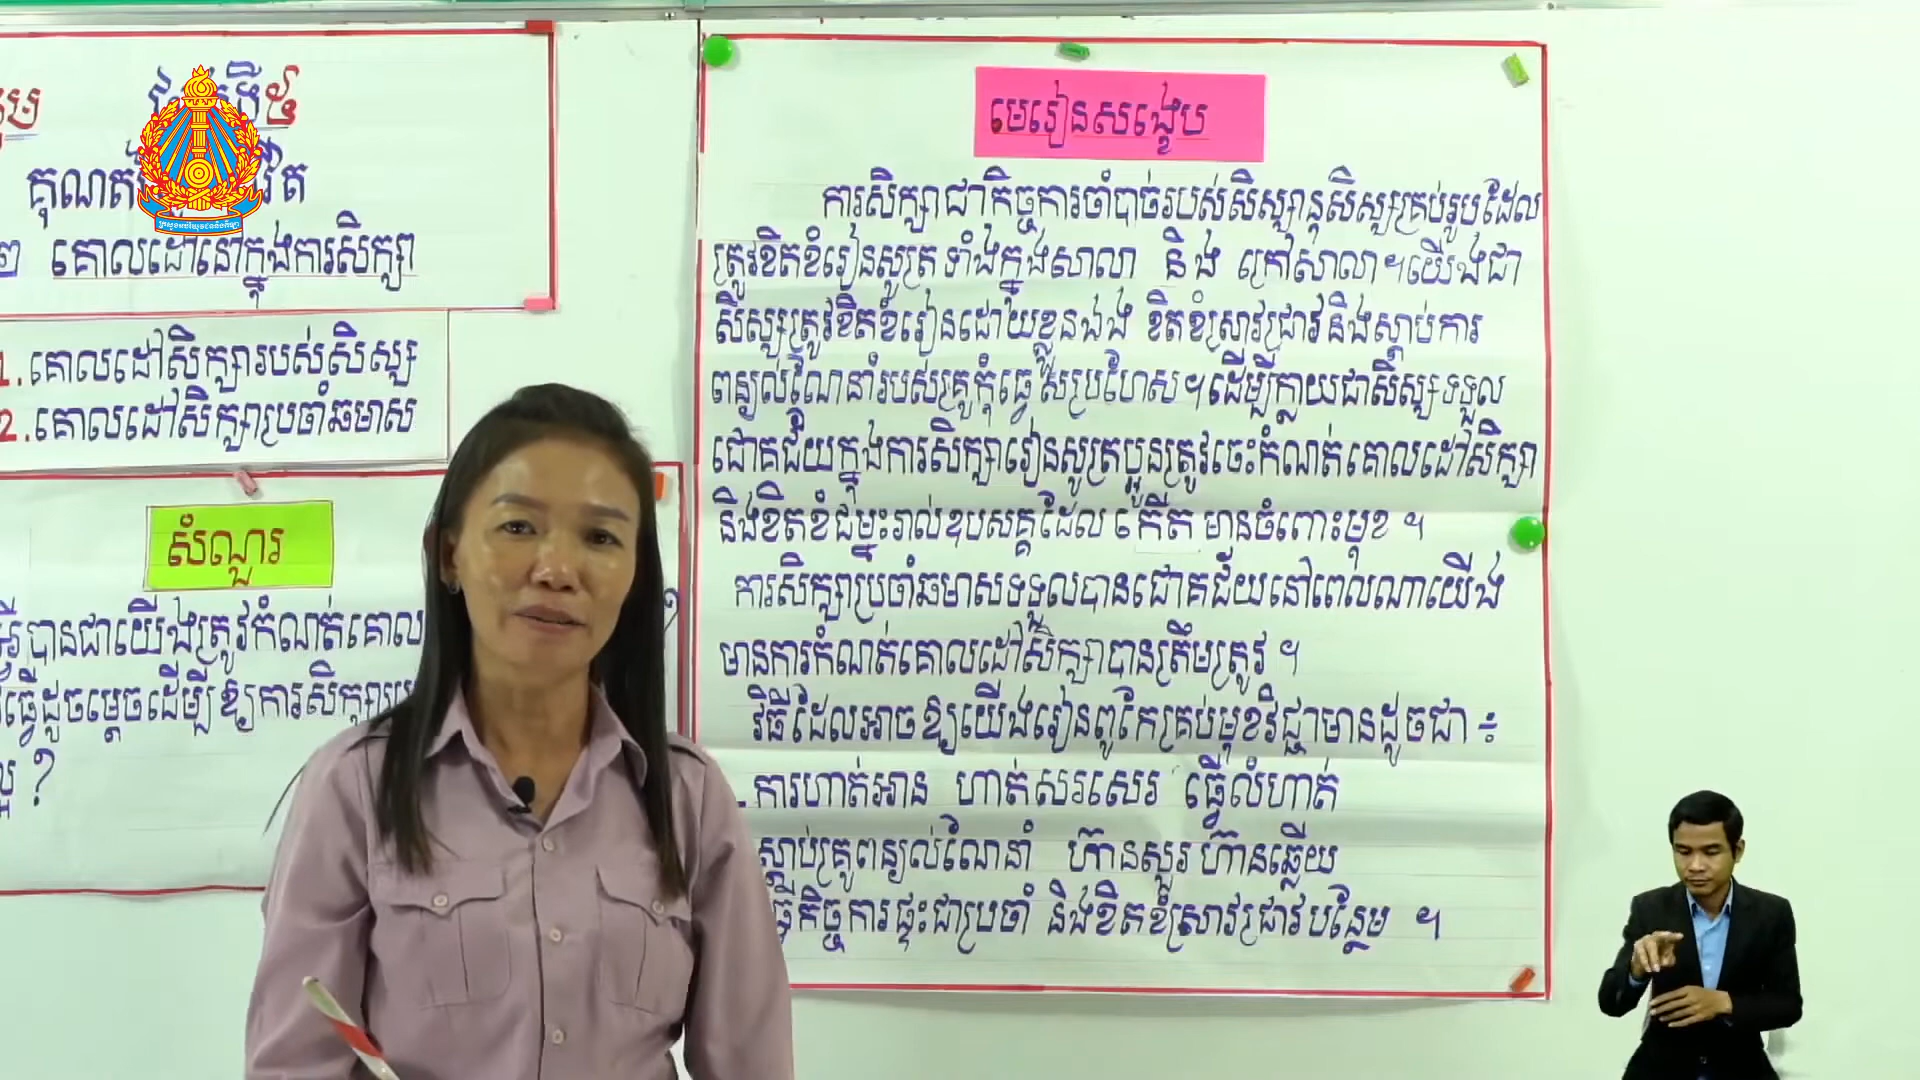 គុណត
២ គោលដៅនៅក្នុងការសិក្សា
1.គោលដៅសិក្សារបស់សិស្ស
2.គោលដៅសិក្សាប្រចាំឆមាស
សំណួរ
បានជាយើងត្រូវកំណត់គោល
ធ្វើដូចម្ដេចដើម្បីឱ្យការសិក្សា
?
មេរៀនសង្ខេប
ការសិក្សាជាកិច្ចការចាំបាច់របស់សិស្សានុសិស្សគ្រប់រូបដែល
ត្រូវខិតខំរៀនសូត្រ ទាំងក្នុងសាលា និង ក្រៅសាលា។យើងជា
សិស្សត្រូវខិតខំរៀនដោយខ្លួនឯង ខិតខំស្រាវជ្រាវនិងស្ដាប់ការ
ពន្យល់ណែនាំរបស់គ្រូកុំធ្វេសប្រហែស។ដើម្បីក្លាយជាសិស្សទទួល
ជោគជ័យក្នុងការសិក្សារៀនសូត្រប្អូនត្រូវចេះកំណត់គោលដៅសិក្សា
និងខិតខំជម្នះរាល់ឧបសគ្គដែល កើត មានចំពោះមុខ ។
ការសិក្សាប្រចាំឆមាសទទួលបានជោគជ័យនៅពេលណាយើង
មានការកំណត់គោលដៅសិក្សាបានត្រឹមត្រូវ ។
វិធីដែលអាចឱ្យយើងរៀនពូកែគ្រប់មុខវិជ្ជាមានដូចជា ÷
-ការហាត់អាន ហាត់សរសេរ ធ្វើលំហាត់
ស្ដាប់គ្រូពន្យល់ណែនាំ ហ៊ានសួរ ហ៊ានឆ្លើយ
ធ្វើកិច្ចការផ្ទះជាប្រចាំ និងខិតខំស្រាវជ្រាវបន្ថែម ។